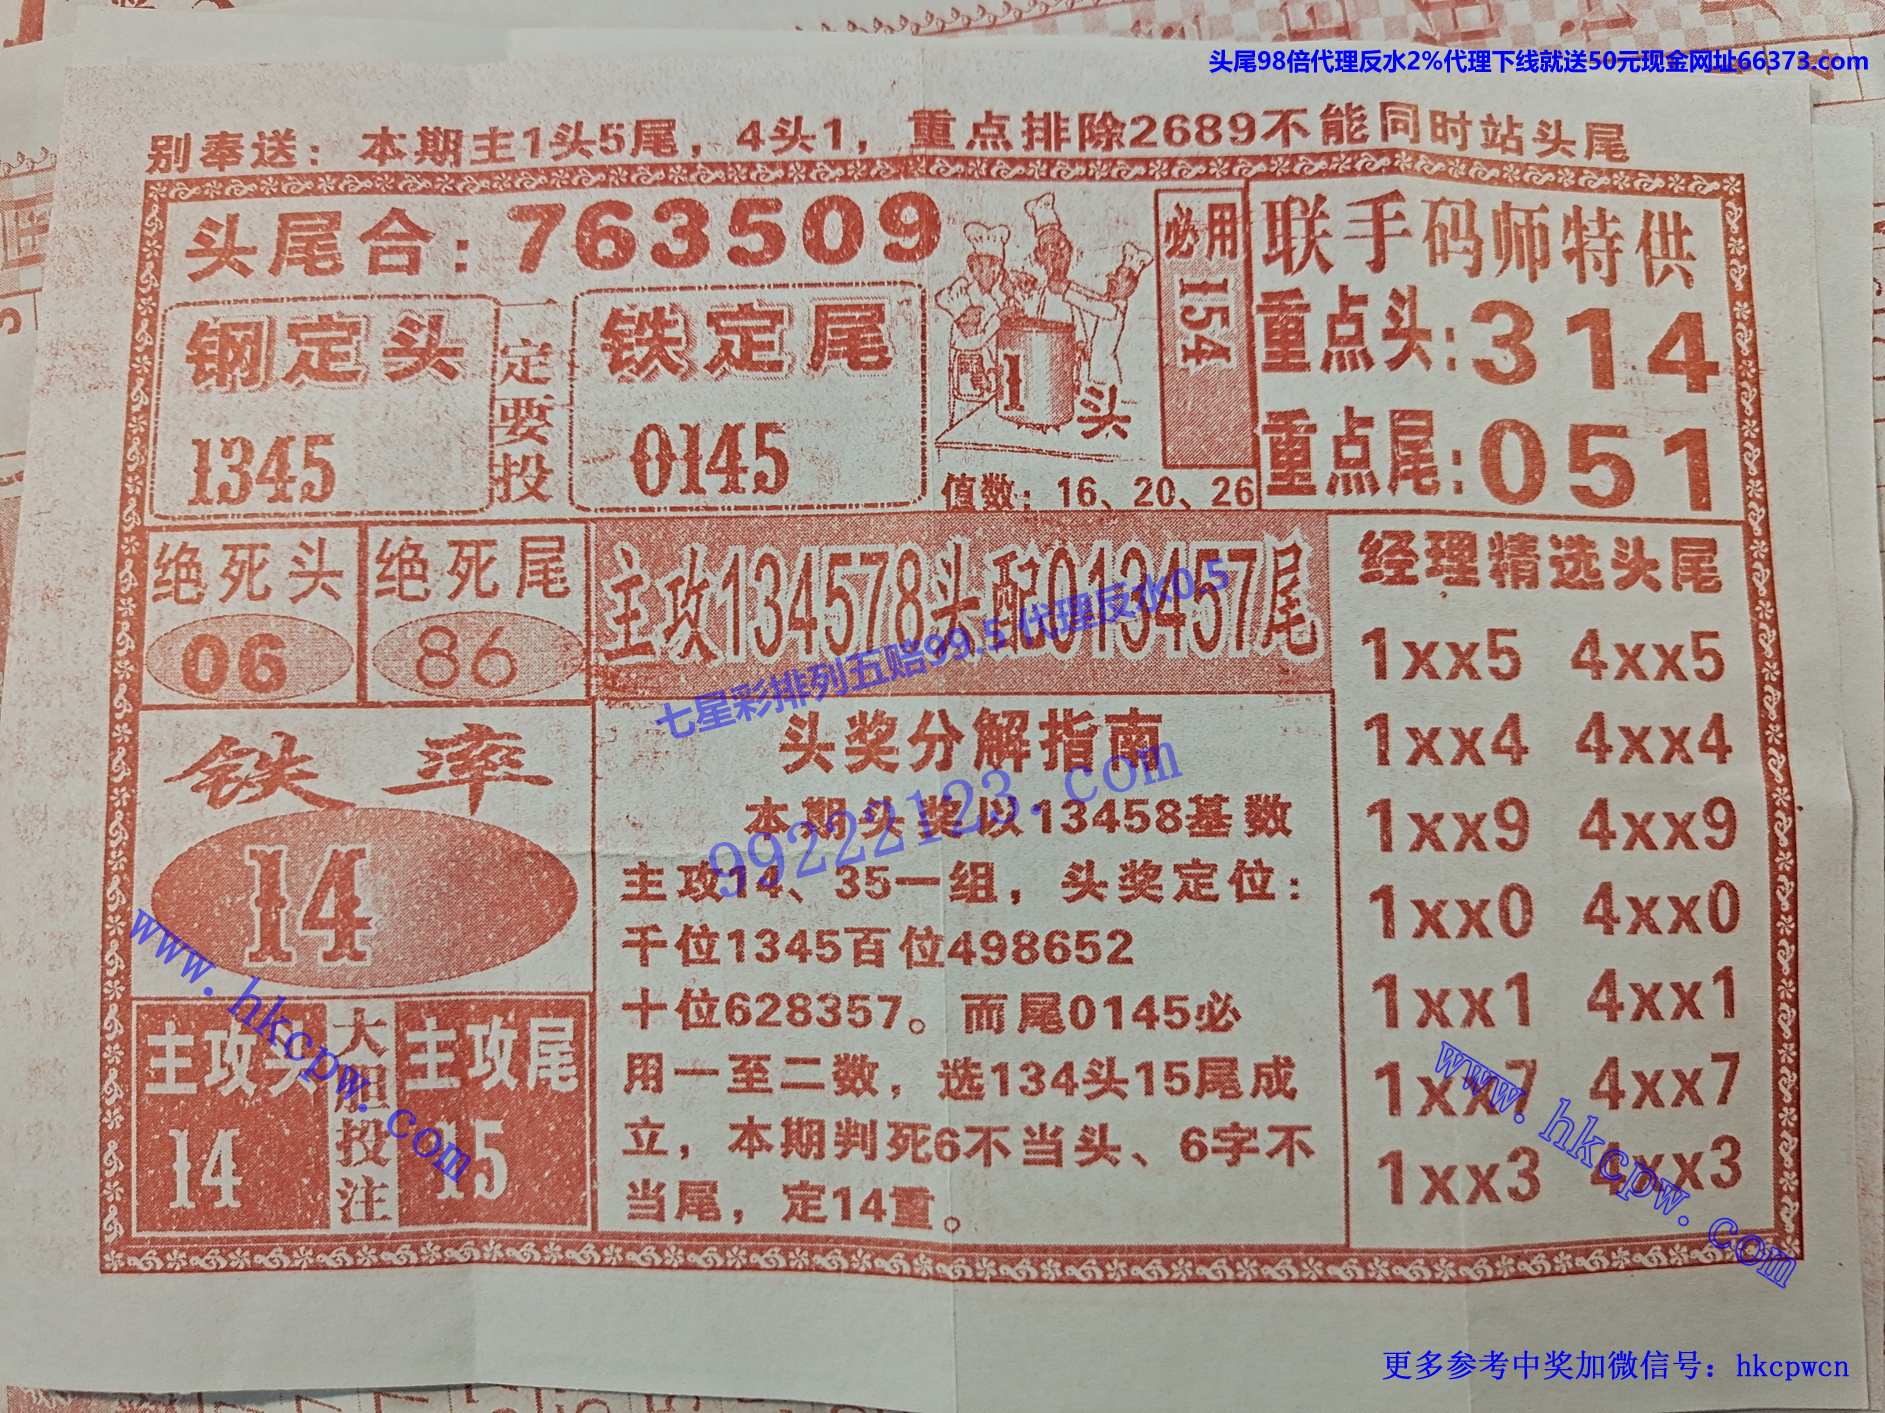 头尾98倍代理反水2%代理下线就送50元现金网址66373.com
别奉送：本期主1头5尾，4头1，重点排除2689不能同时站头尾
头尾合：763509
钢定头
1345
一定要投
铁定尾
0145
1头
值数：16、20、26
必用154
联手码师特供
重点头：314
重点尾：051
绝死头
06
绝死尾
86
主攻134578头配013457尾
七星彩排列五赔99.5代理反水0.5
99222123.com
铁率
14
主攻头
14
大胆投注
主攻尾
15
头奖分解指南
本期头奖以13458基数
主攻14、35一组，头奖定位：
千位1345百位498652
十位628357。而尾0145必
用一至二数，选134头15尾成
立，本期判死6不当头、6字不
当尾，定14重。
经理精选头尾
1xx5 4xx5
1xx4 4xx4
1xx9 4xx9
1xx0 4xx0
1xx1 4xx1
1xx7 4xx7
1xx3 4xx3
www.hkcpw.com
www.hkcpw.com
更多参考中奖加微信号：hkcpwcn